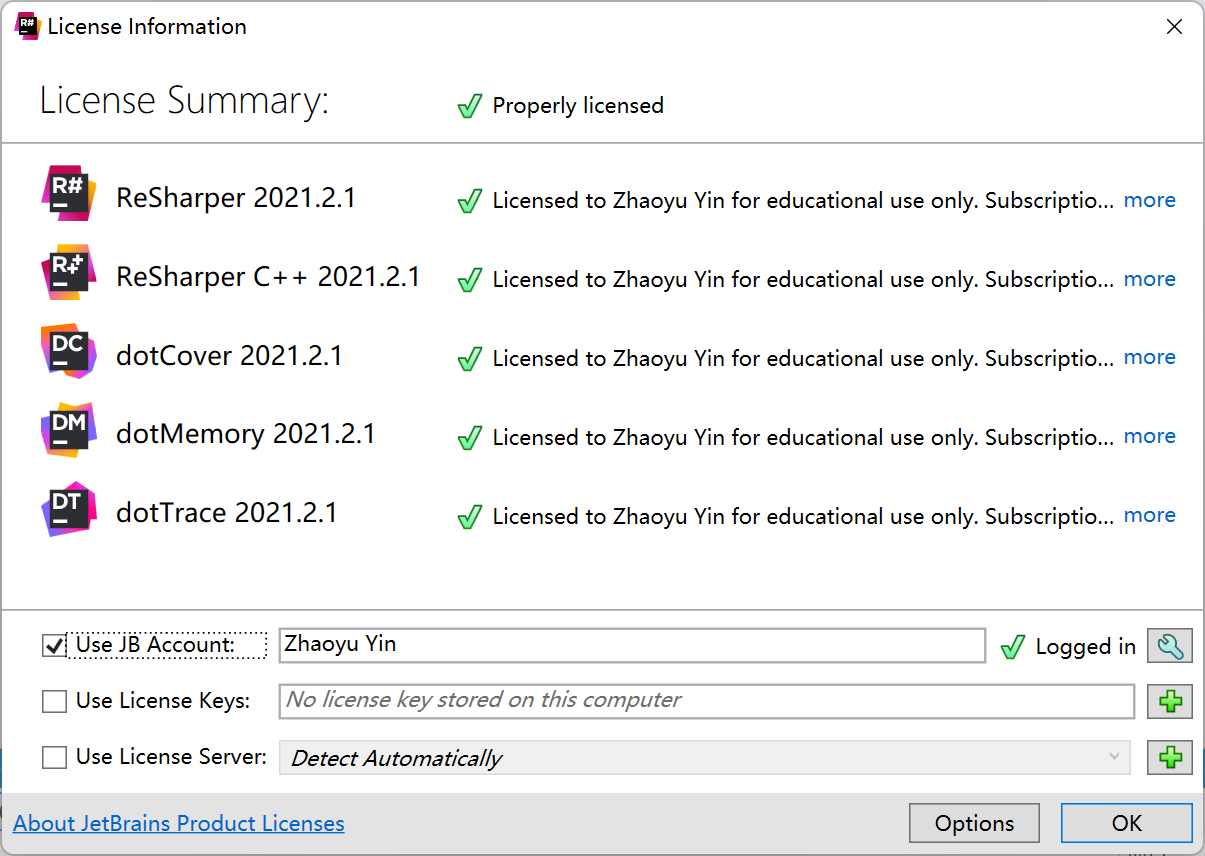 R# License Information
License Summary: Properly licensed
R# ReSharper 2021.2.1 Licensed to Zhaoyu Yin for educational use only. Subscriptio... more
R++ ReSharper C++ 2021.2.1 Licensed to Zhaoyu Yin for educational use only. Subscriptio... more
DC dotCover 2021.2.1 Licensed to Zhaoyu Yin for educational use only. Subscriptio... more
DM dotMemory 2021.2.1 Licensed to Zhaoyu Yin for educational use only. Subscriptio... more
DT dotTrace 2021.2.1 Licensed to Zhaoyu Yin for educational use only. Subscriptio... more
Use JB Account: Zhaoyu Yin Logged in
Use License Keys: No license key stored on this computer
Use License Server: Detect Automatically
About JetBrains Product Licenses Options OK